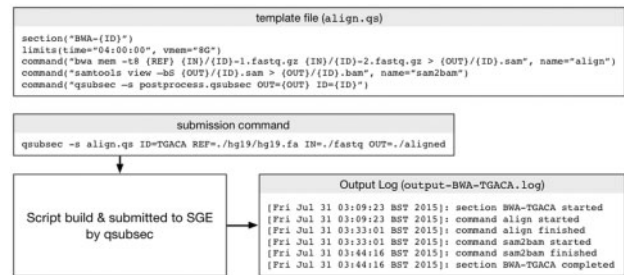 template file (align.qs)
section("BWA-{ID}")
limits(time="04:00:00", vmem="8G")
command("bwa mem -t8 {REF} {IN}/{ID}-1.fastq.gz {IN}/{ID}-2.fastq.gz > {OUT}/{ID}.sam", name="align")
command("samtools view -bS {OUT}/{ID}.sam > {OUT}/{ID}.bam", name="sam2bam")
command("qsubsec -s postprocess.qsubsec OUT={OUT} ID={ID}")
submission command
qsubsec -s align.qs ID=TGACA REF=./hg19/hg19.fa IN=./fastq OUT=./aligned
Script build & submitted to SGE
by qsubsec
Output Log (output-BWA-TGACA.log)
[Fri Jul 31 03:09:23 BST 2015]: section BWA-TGACA started
[Fri Jul 31 03:09:23 BST 2015]: command align started
[Fri Jul 31 03:33:01 BST 2015]: command align finished
[Fri Jul 31 03:33:01 BST 2015]: command sam2bam started
[Fri Jul 31 03:44:16 BST 2015]: command sam2bam finished
[Fri Jul 31 03:44:16 BST 2015]: section BWA-TGACA completed